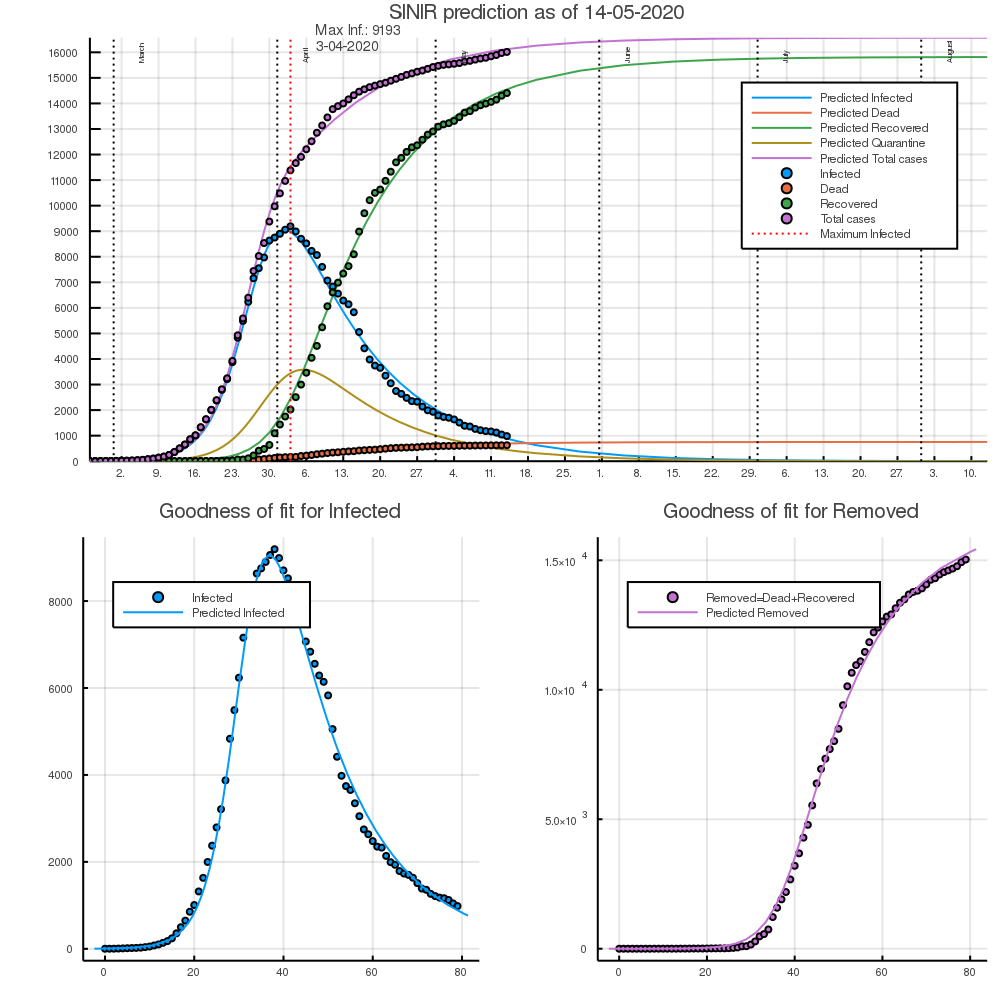 SINIR prediction as of 14-05-2020
Max Inf.: 9193
3-04-2020
March
April
June
July
August
16000
15000
14000
13000
12000
11000
10000
9000
8000
7000
6000
5000
4000
3000
2000
1000
0
Predicted Infected
Predicted Dead
Predicted Recovered
Predicted Quarantine
Predicted Total cases
Infected
Dead
Recovered
Total cases
Maximum Infected
2. 9. 16. 23. 30. 6. 13. 20. 27. 4. 11. 18. 25. 1. 8. 15. 22. 29. 6. 13. 20. 27. 3. 10.
Goodness of fit for Infected
8000
6000
4000
2000
0
Infected
Predicted Infected
0 20 40 60 80
Goodness of fit for Removed
1.5×10 4
1.0×10 4
5.0×10 3
0
Removed=Dead+Recovered
Predicted Removed
0 20 40 60 80